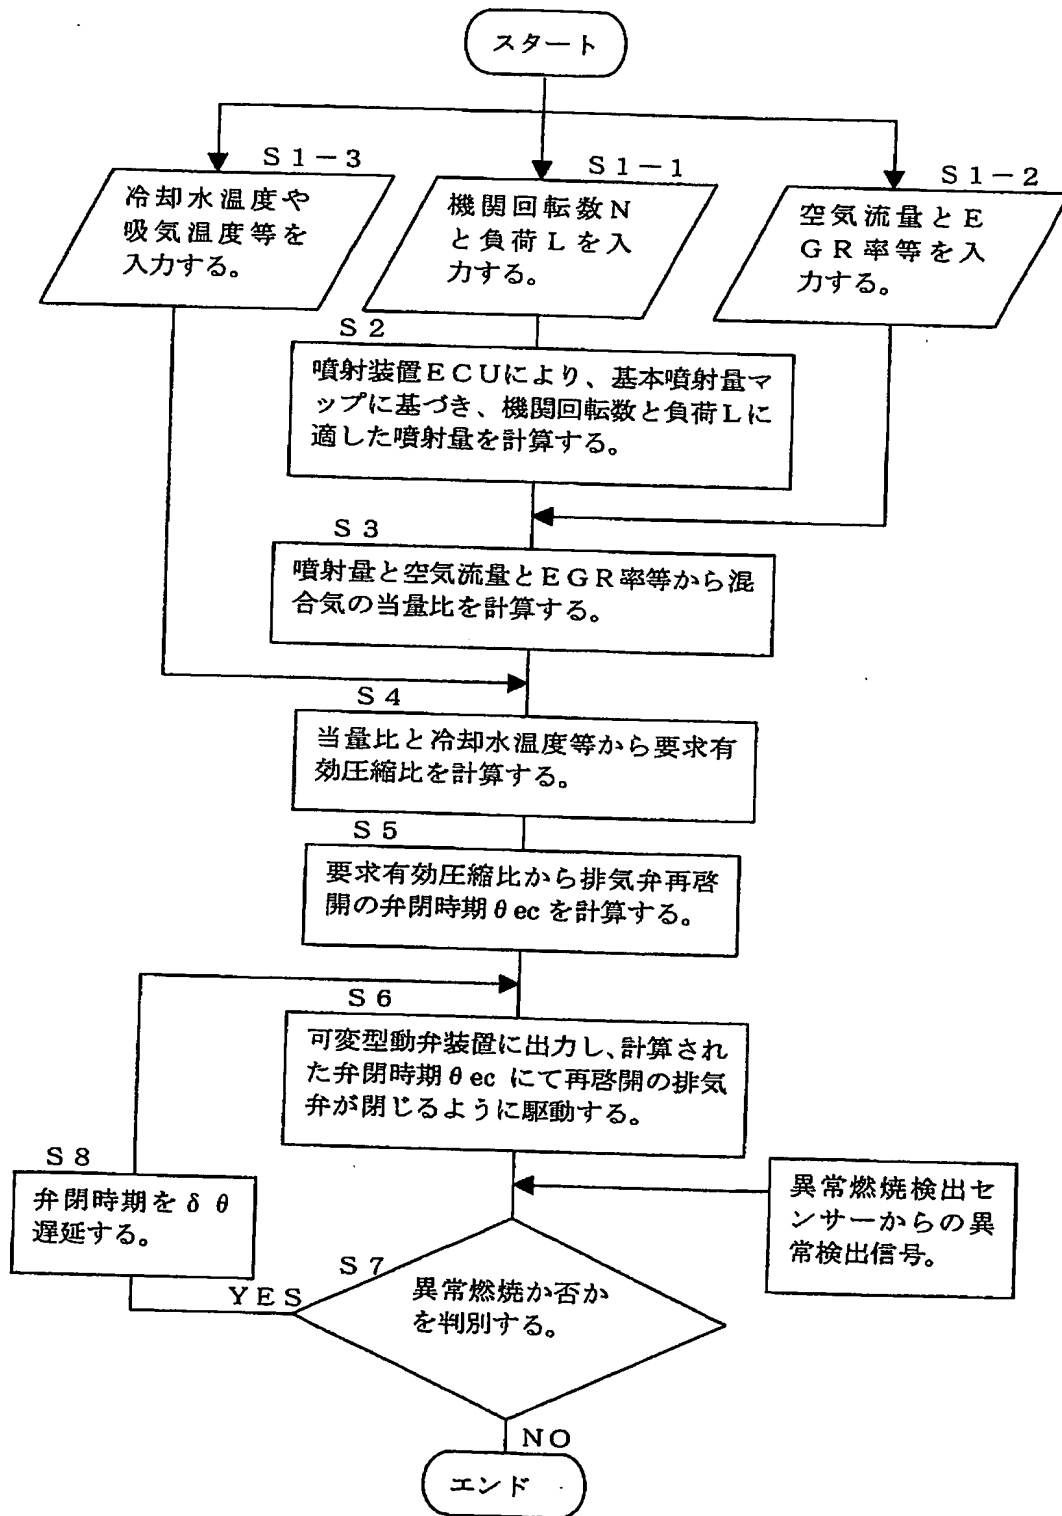 スタート
S1-3
冷却水温度や
吸気温度等を
入力する。
S1-1
機関回転数N
と負荷Lを入
力する。
S1-2
空気流量とE
GR率等を入
力する。
S2
噴射装置ECUにより、基本噴射量マ
ップに基づき、機関回転数と負荷Lに
適した噴射量を計算する。
S3
噴射量と空気流量とEGR率等から混
合気の当量比を計算する。
S4
当量比と冷却水温度等から要求有
効圧縮比を計算する。
S5
要求有効圧縮比から排気弁再啓
開の弁閉時期θecを計算する。
S6
可変型動弁装置に出力し、計算され
た弁閉時期θecにて再啓開の排気
弁が閉じるように駆動する。
S8
弁閉時期をδθ
遅延する。
異常燃焼検出セ
ンサーからの異
常検出信号。
S7
YES
異常燃焼か否か
を判別する。
NO
エンド